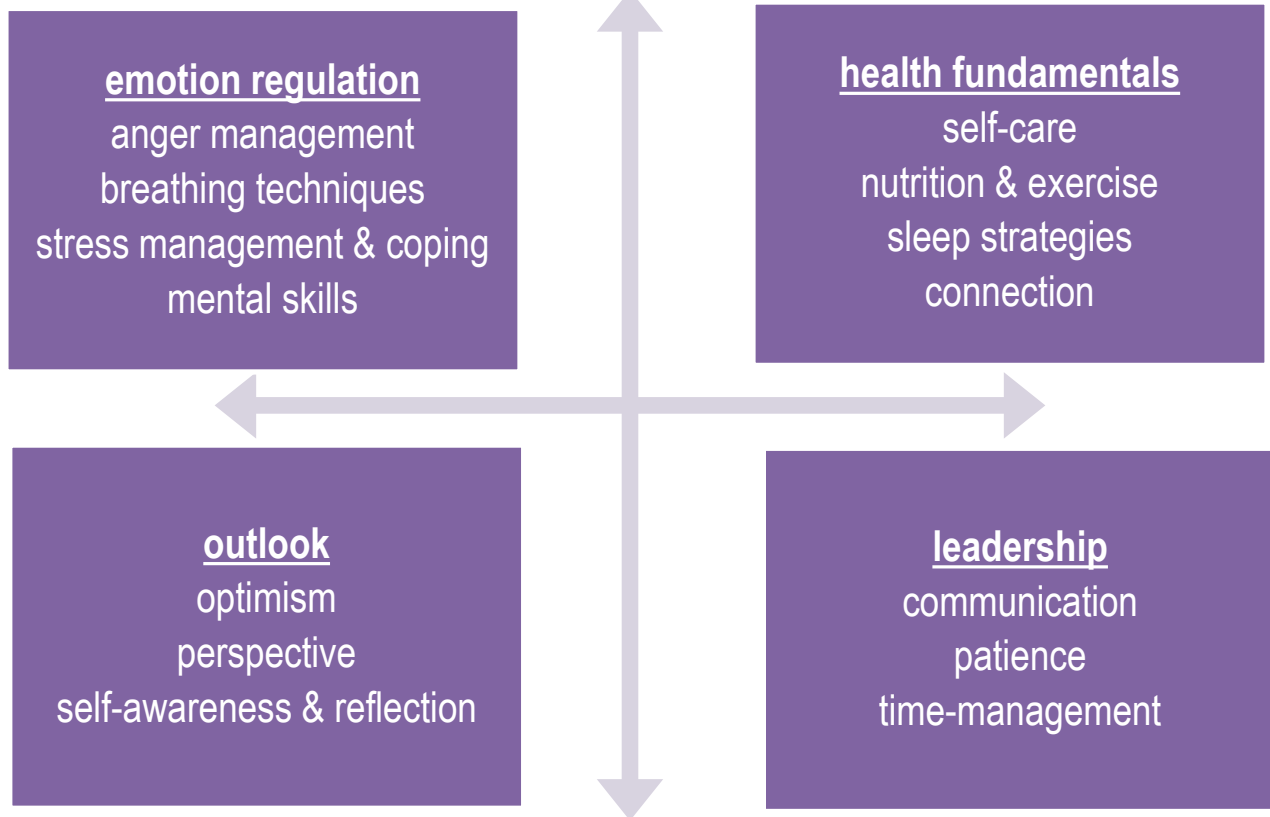 emotion regulation
anger management
breathing techniques
stress management & coping
mental skills
health fundamentals
self-care
nutrition & exercise
sleep strategies
connection
outlook
optimism
perspective
self-awareness & reflection
leadership
communication
patience
time-management